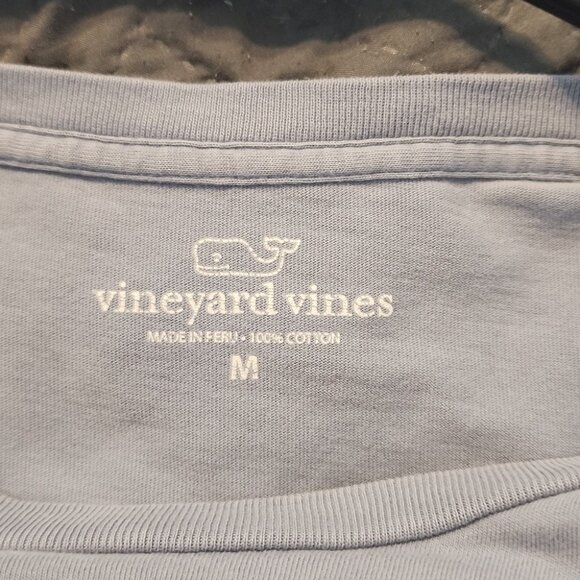 vineyard vines
MADE IN PERU • 100% COTTON
M